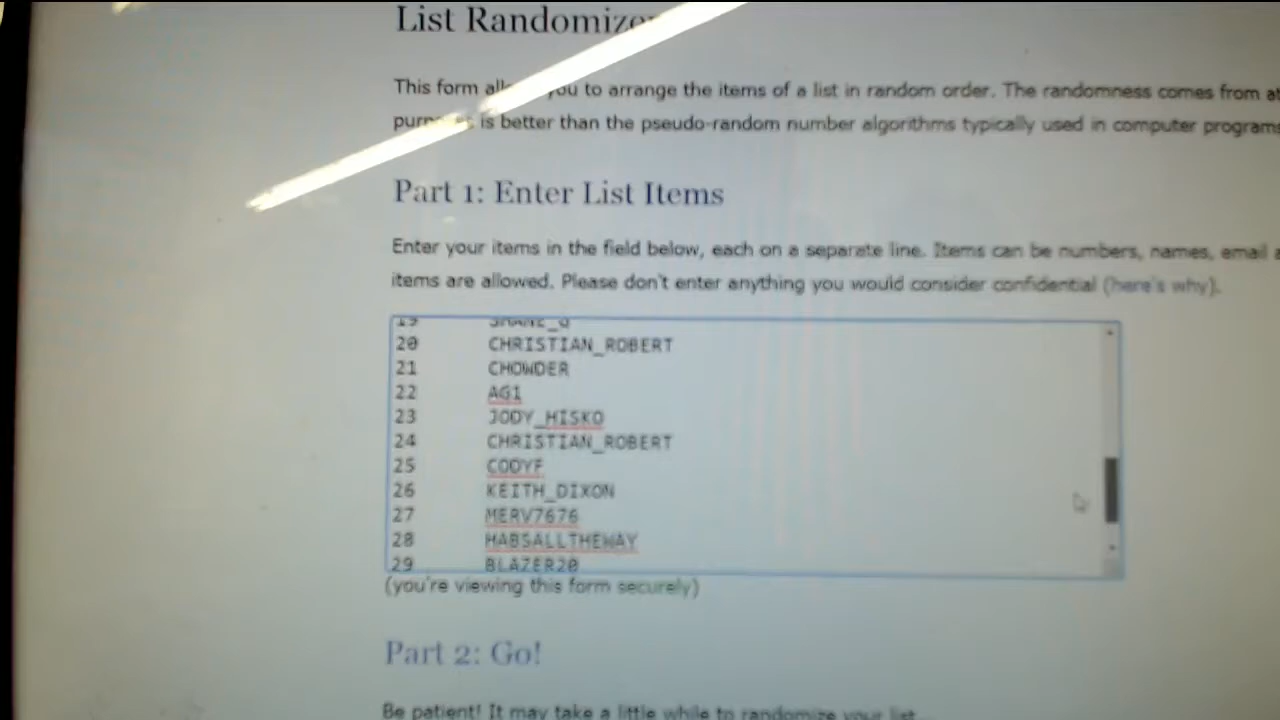 List Randomizer
This form you to arrange the items of a list in random order. The randomness comes from
is better than the pseudo-random number algorithms typically used in computer programs
Part 1: Enter List Items
Enter your items in the field below, each on a separate line. Items can be numbers, names, email
items are allowed. Please don't enter anything you would consider confidential (here's why).
19 SHANE_Q
20 CHRISTIAN_ROBERT
21 CHOWDER
22 AG1
23 JODY_HISKO
24 CHRISTIAN_ROBERT
25 CODYF
26 KEITH_DIXON
27 MERV7676
28 HABSALLTHEWAY
29 BLAZER20
(you're viewing this form securely)
Part 2: Go!
Be patient! It may take a little while to randomize your list